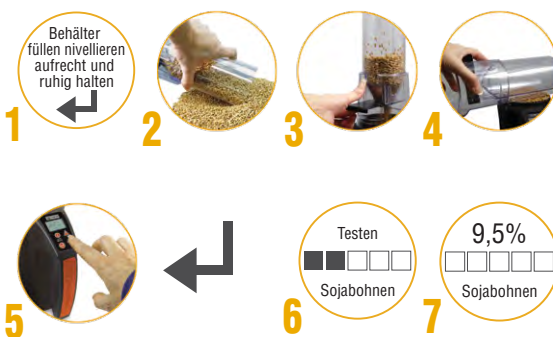 Behälter
füllen nivellieren
aufrecht und
ruhig halten
1
2
3
4
5
Testen
Sojabohnen
6
9,5%
Sojabohnen
7